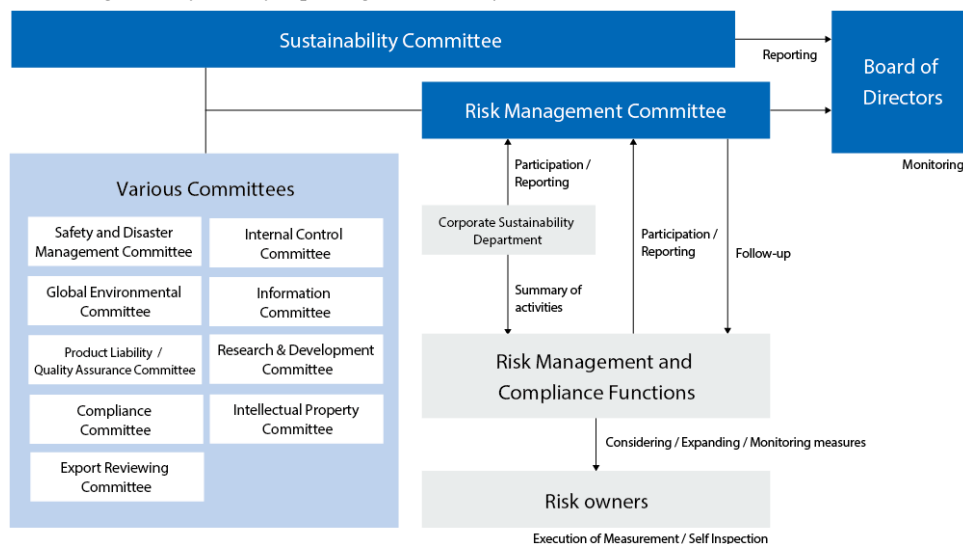 Sustainability Committee
Reporting
Board of
Directors
Monitoring
Risk Management Committee
Various Committees
Safety and Disaster
Management Committee
Internal Control
Committee
Global Environmental
Committee
Information
Committee
Product Liability /
Quality Assurance Committee
Research & Development
Committee
Compliance
Committee
Intellectual Property
Committee
Export Reviewing
Committee
Participation /
Reporting
Corporate Sustainability
Department
Summary of
activities
Participation /
Reporting
Follow-up
Risk Management and
Compliance Functions
Considering / Expanding / Monitoring measures
Risk owners
Execution of Measurement / Self Inspection